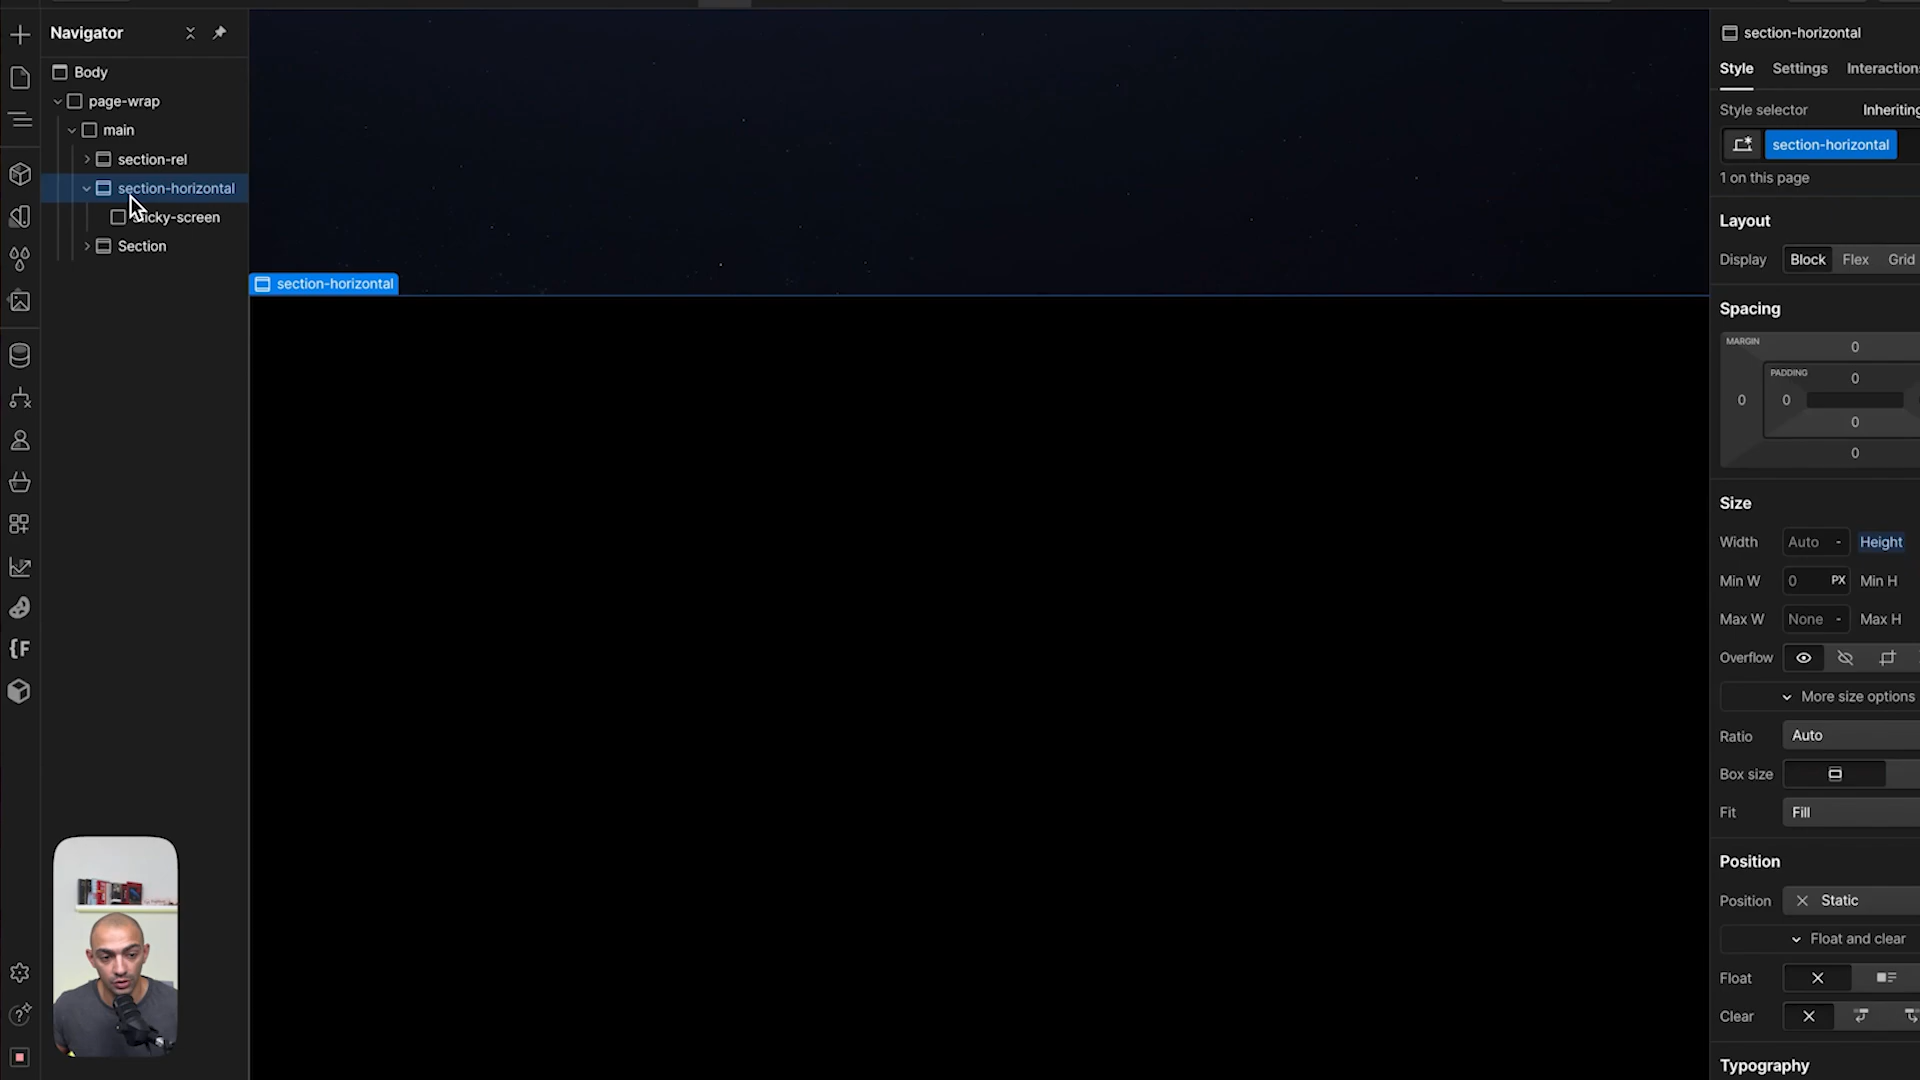 Navigator
Body
page-wrap
main
section-rel
section-horizontal
sticky-screen
Section
{F
section-horizontal
section-horizontal
Style Settings Interactions
Style selector Inheriting
section-horizontal
1 on this page
Layout
Display Block Flex Grid
Spacing
MARGIN 0
PADDING 0
0 0
0
0
Size
Width Auto - Height
Min W 0 PX Min H
Max W None - Max H
Overflow
More size options
Ratio Auto
Box size
Fit Fill
Position
Position Static
Float and clear
Float
Clear
Typography